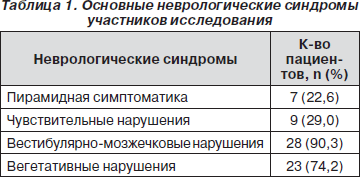 Таблица 1. Основные неврологические синдромы
участников исследования
Неврологические синдромы
К-во
пациен-
тов, n (%)
Пирамидная симптоматика 7 (22,6)
Чувствительные нарушения 9 (29,0)
Вестибулярно-мозжечковые нарушения 28 (90,3)
Вегетативные нарушения 23 (74,2)